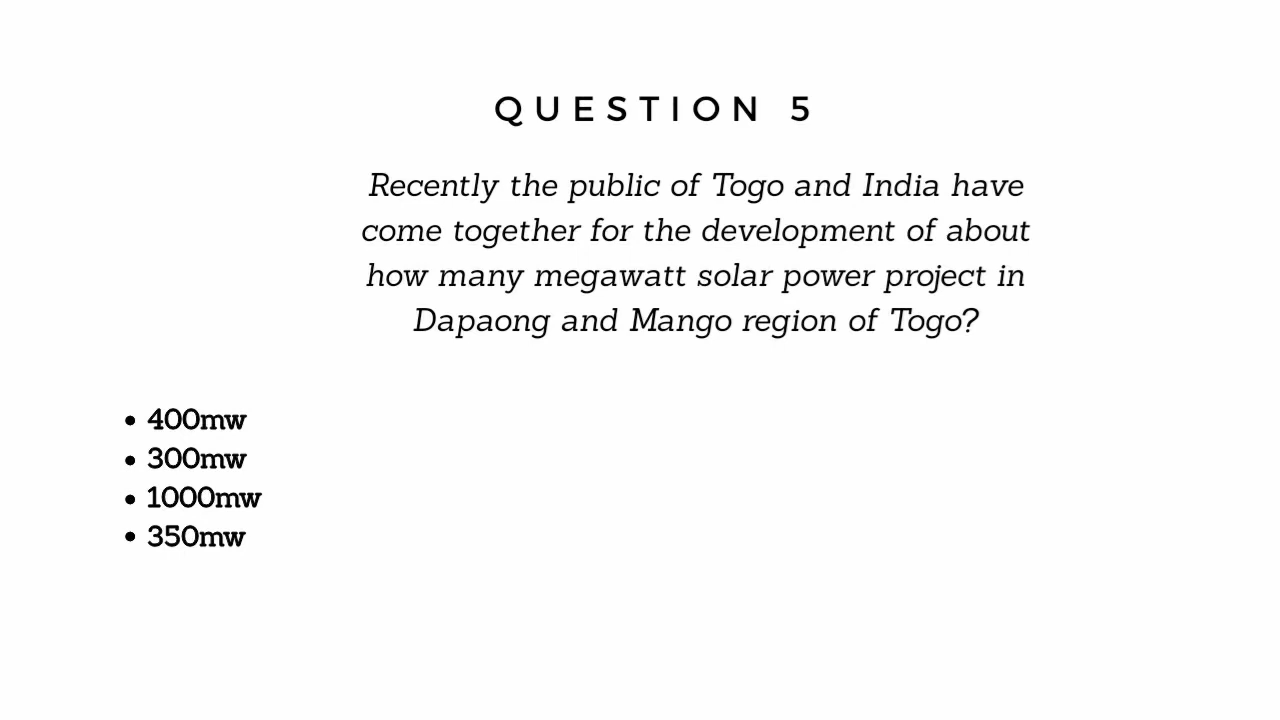 QUESTION 5
Recently the public of Togo and India have
come together for the development of about
how many megawatt solar power project in
Dapaong and Mango region of Togo?
• 400mw
• 300mw
• 1000mw
• 350mw